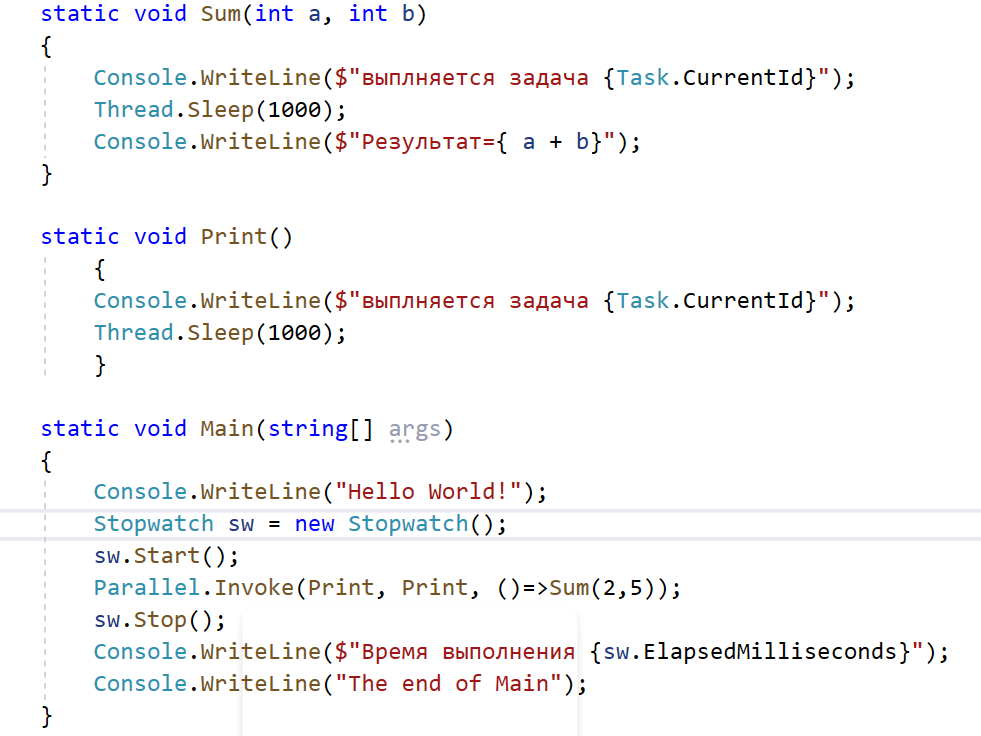 static void Sum(int a, int b)
{
Console.WriteLine($"выплняется задача {Task.CurrentId}");
Thread.Sleep(1000);
Console.WriteLine($"Результат={ a + b}");
}
static void Print()
{
Console.WriteLine($"выплняется задача {Task.CurrentId}");
Thread.Sleep(1000);
}
static void Main(string[] args)
{
Console.WriteLine("Hello World!");
Stopwatch sw = new Stopwatch();
sw.Start();
Parallel.Invoke(Print, Print, ()=>Sum(2,5));
sw.Stop();
Console.WriteLine($"Время выполнения {sw.ElapsedMilliseconds}");
Console.WriteLine("The end of Main");
}